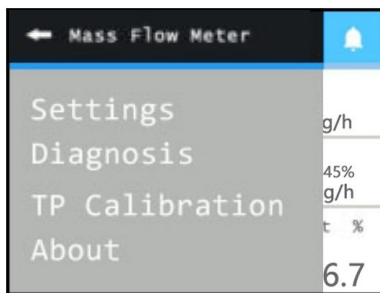 ← Mass Flow Meter
Settings
g/h
Diagnosis
45%
g/h
TP Calibration
t %
About
6.7